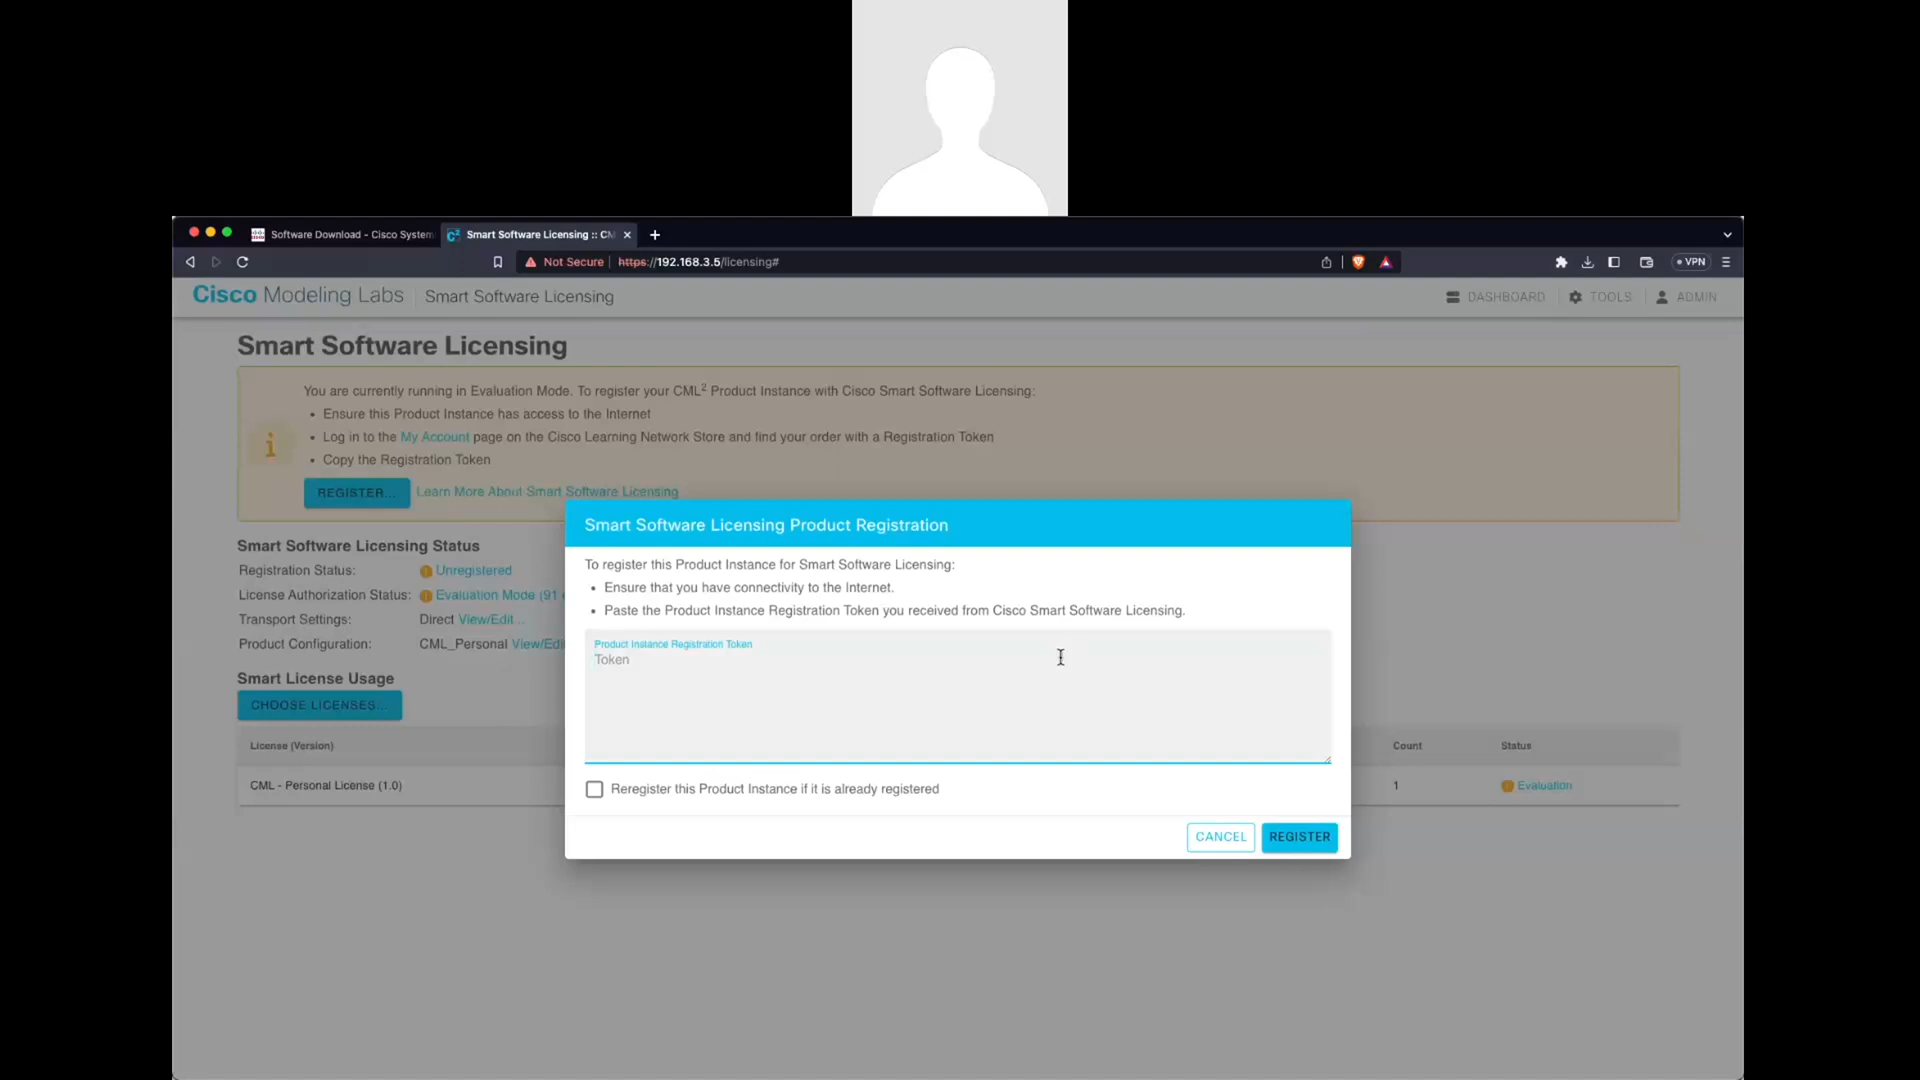 Software Download - Cisco System
Smart Software Licensing :: CM
Not Secure | https://192.168.3.5/licensing#
VPN
Cisco Modeling Labs
Smart Software Licensing
DASHBOARD
TOOLS
ADMIN
Smart Software Licensing
You are currently running in Evaluation Mode. To register your CML² Product Instance with Cisco Smart Software Licensing:
• Ensure this Product Instance has access to the Internet
• Log in to the My Account page on the Cisco Learning Network Store and find your order with a Registration Token
• Copy the Registration Token
REGISTER...
Learn More About Smart Software Licensing
Smart Software Licensing Product Registration
To register this Product Instance for Smart Software Licensing:
• Ensure that you have connectivity to the Internet.
• Paste the Product Instance Registration Token you received from Cisco Smart Software Licensing.
Product Instance Registration Token
Token
Reregister this Product Instance if it is already registered
CANCEL
REGISTER
Smart Software Licensing Status
Registration Status: Unregistered
License Authorization Status: Evaluation Mode (91
Transport Settings: Direct View/Edit...
Product Configuration: CML_Personal View/Edi
Smart License Usage
CHOOSE LICENSES...
License (Version)
Count
Status
CML - Personal License (1.0)
1
Evaluation